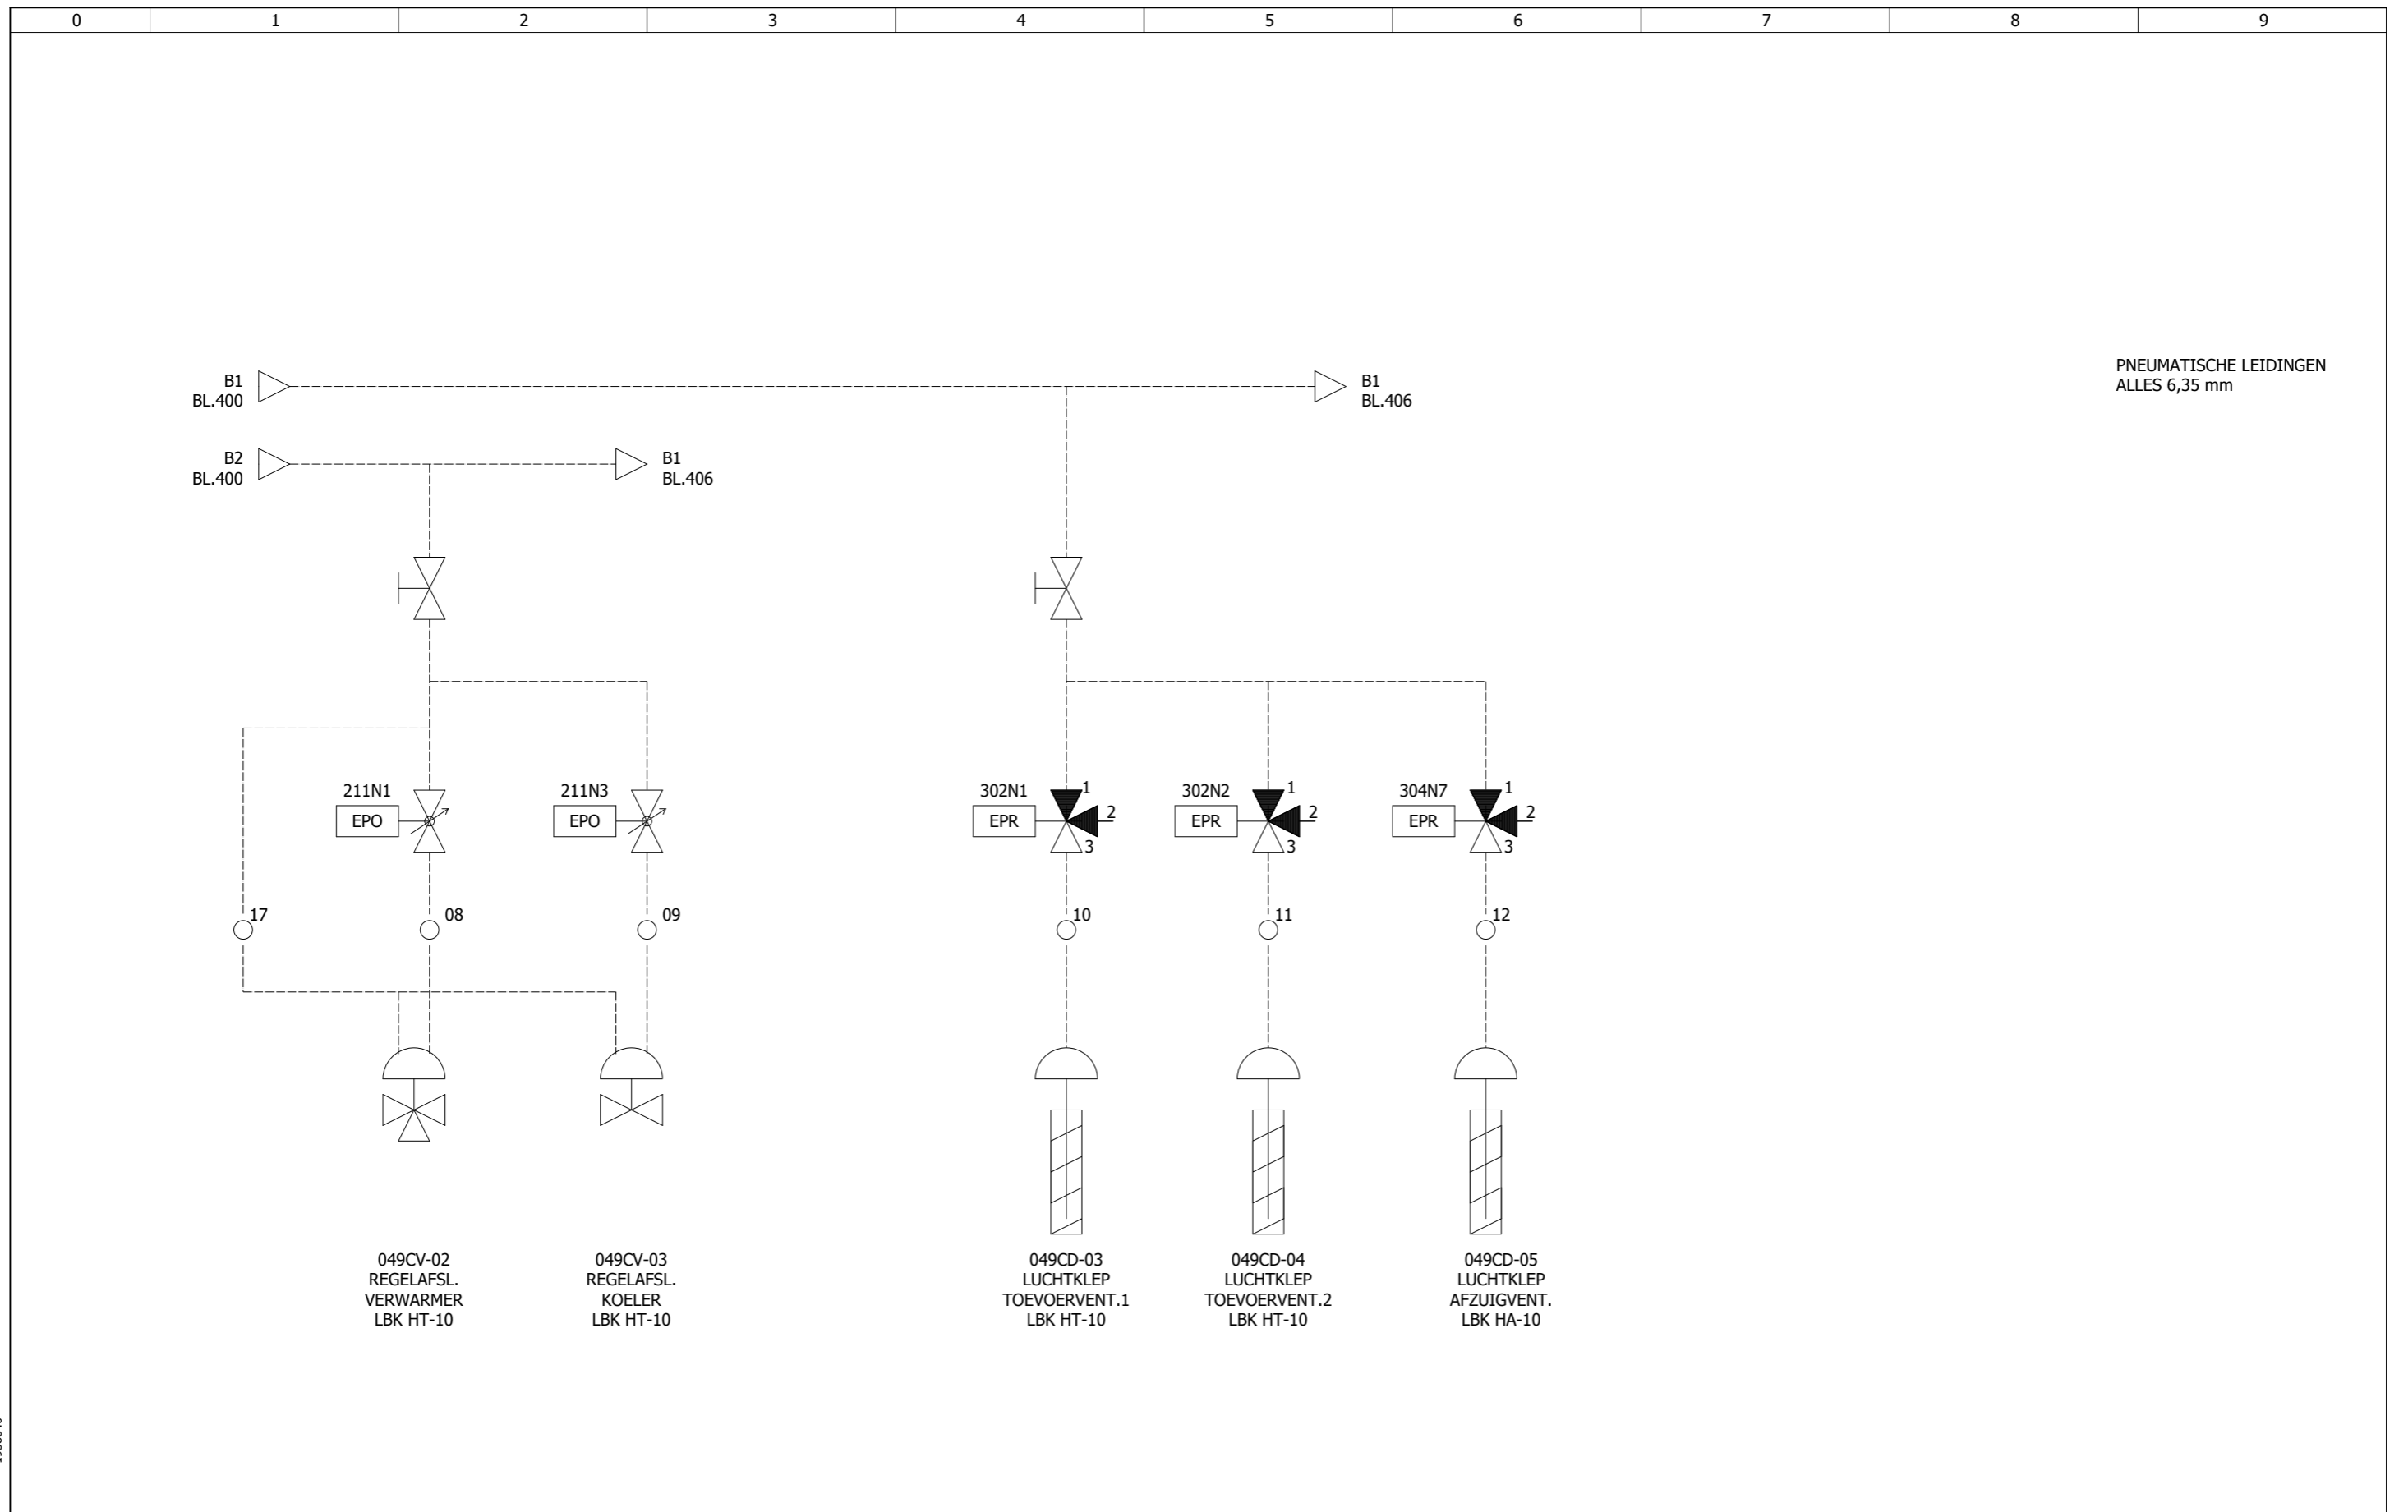 0 1 2 3 4 5 6 7 8 9
B1
BL.400
B1
BL.406
PNEUMATISCHE LEIDINGEN
ALLES 6,35 mm
B2
BL.400
B1
BL.406
211N1
EPO
211N3
EPO
302N1
EPR
1
2
3
302N2
EPR
1
2
3
304N7
EPR
1
2
3
17
08
09
10
11
12
049CV-02
REGELAFSL.
VERWARMER
LBK HT-10
049CV-03
REGELAFSL.
KOELER
LBK HT-10
049CD-03
LUCHTKLEP
TOEVOERVENT.1
LBK HT-10
049CD-04
LUCHTKLEP
TOEVOERVENT.2
LBK HT-10
049CD-05
LUCHTKLEP
AFZUIGVENT.
LBK HA-10